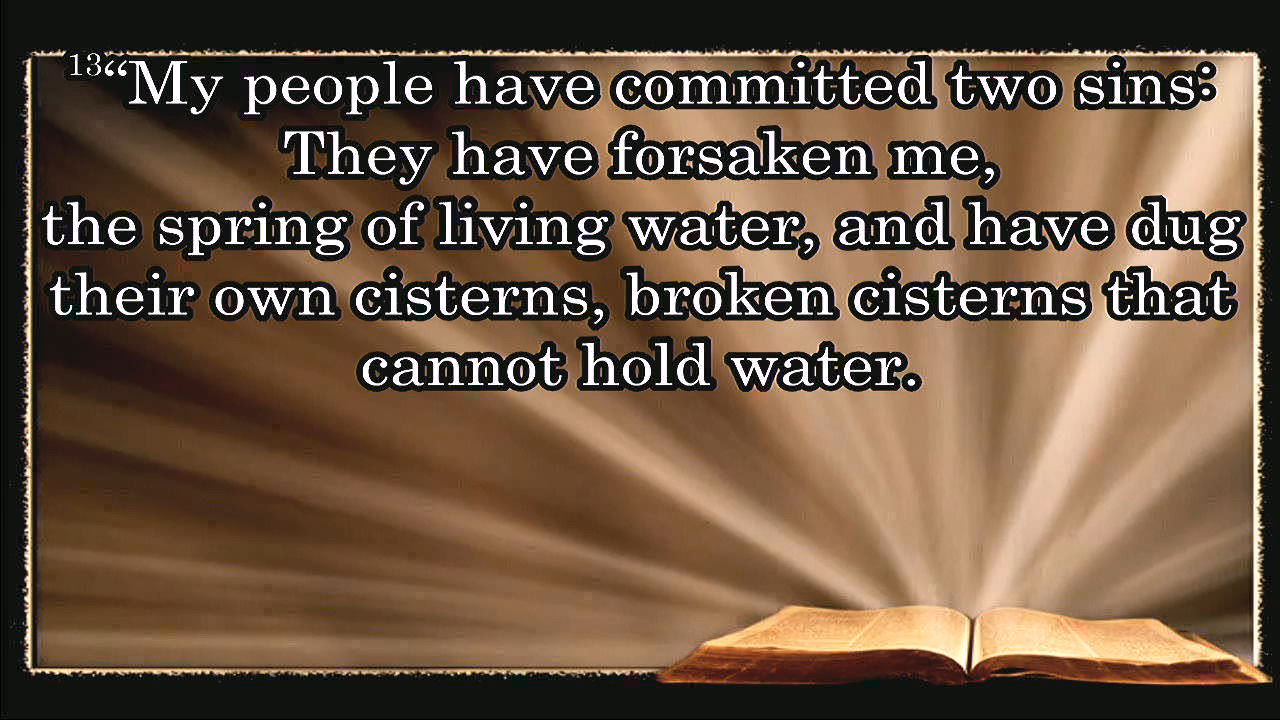 13“My people have committed two sins:
They have forsaken me,
the spring of living water, and have dug
their own cisterns, broken cisterns that
cannot hold water.